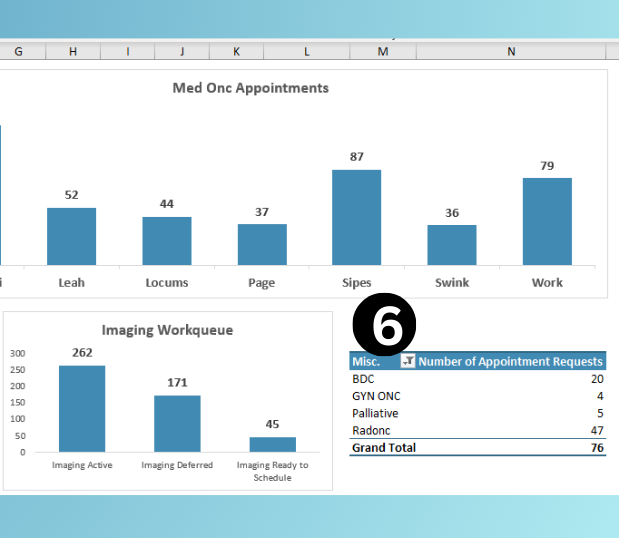 G H I J K L M N
Med Onc Appointments
52 44 37 87 36 79
i Leah Locums Page Sipes Swink Work
Imaging Workqueue
300
250
200
150
100
50
0
262 171 45
Imaging Active Imaging Deferred Imaging Ready to
Schedule
6
Misc. Number of Appointment Requests
BDC 20
GYN ONC 4
Palliative 5
Radonc 47
Grand Total 76